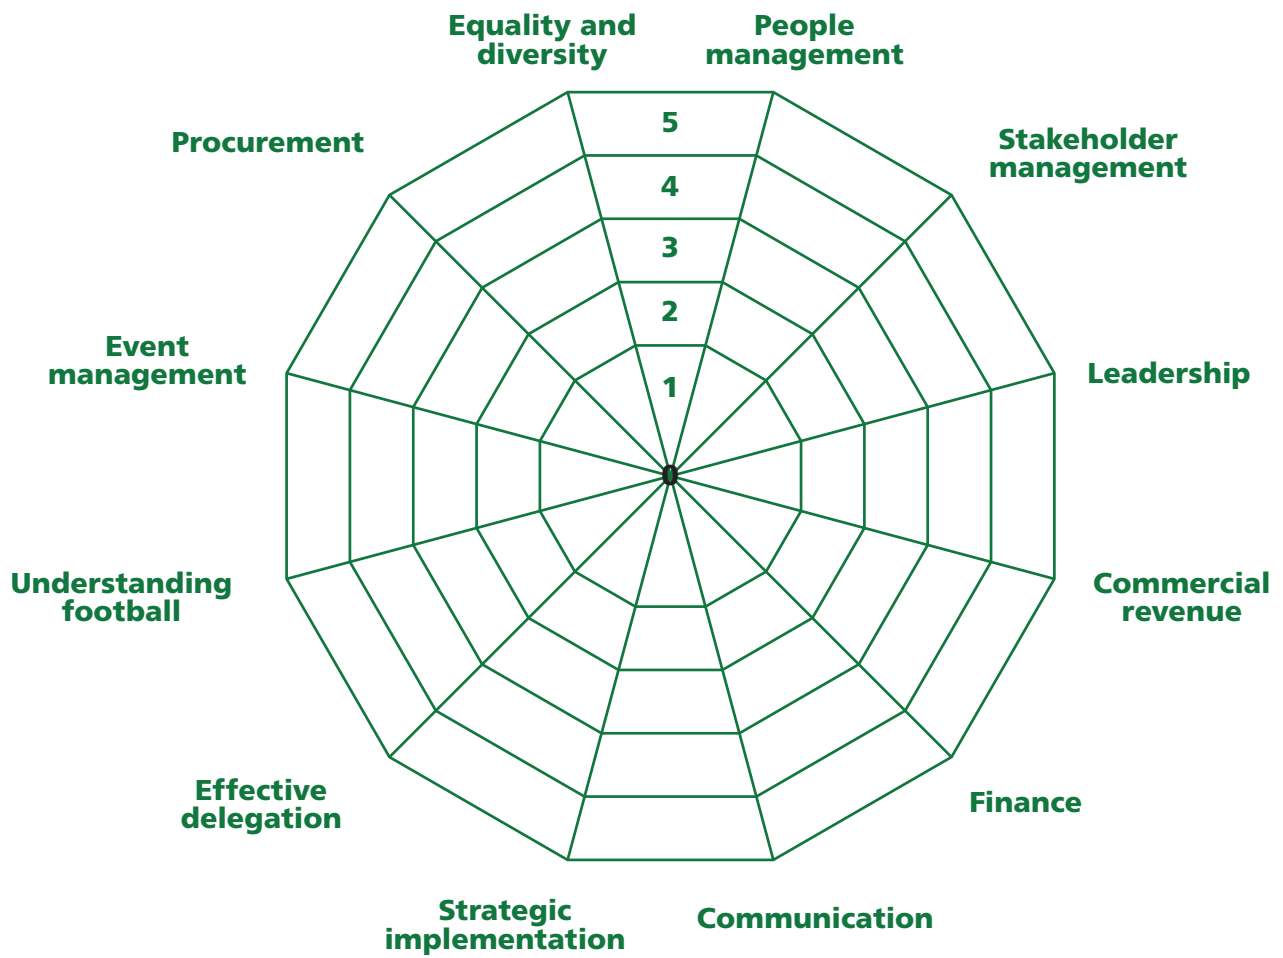 Equality and
diversity
People
management
Stakeholder
management
Leadership
Commercial
revenue
Finance
Communication
Strategic
implementation
Effective
delegation
Understanding
football
Event
management
Procurement
5
4
3
2
1
0